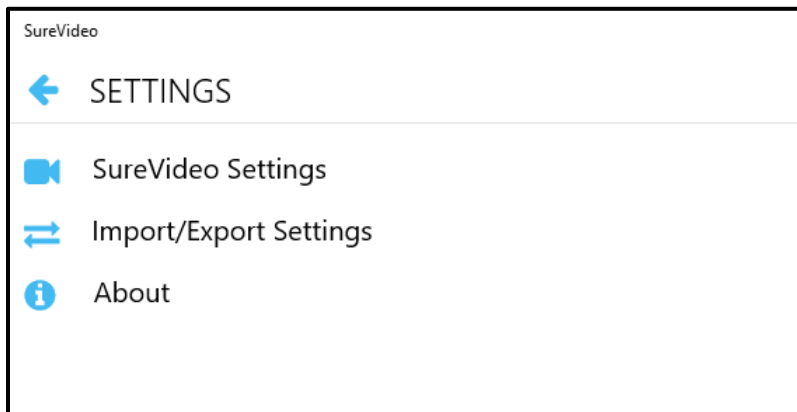 SureVideo
SETTINGS
SureVideo Settings
Import/Export Settings
About